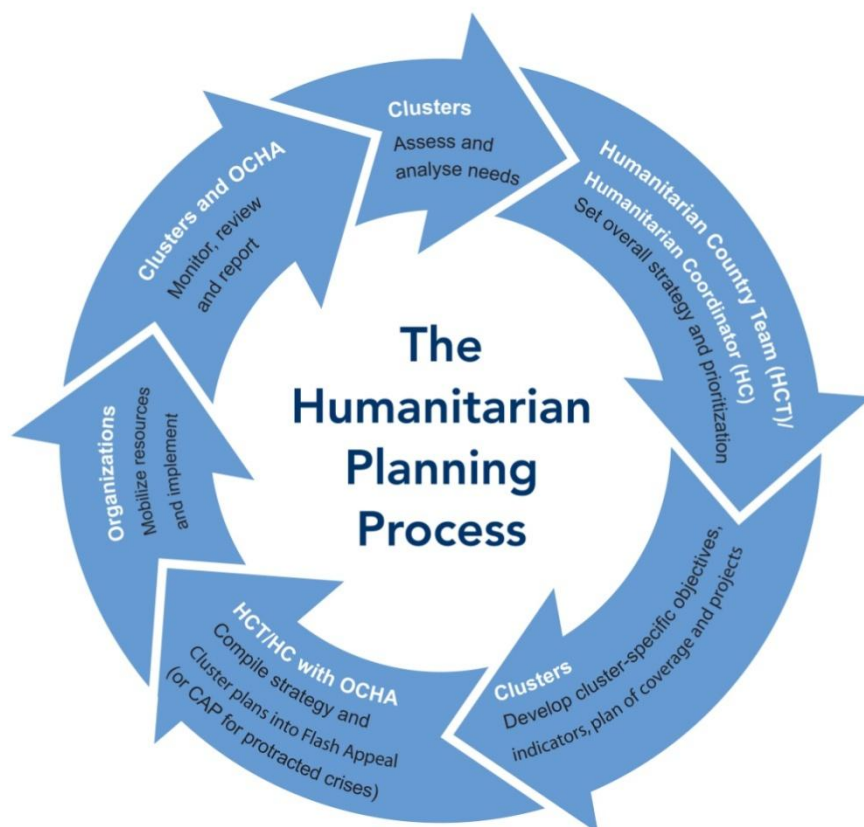 The
Humanitarian
Planning
Process
Clusters
Assess and
analyse needs
Humanitarian Country Team (HCT)/
Humanitarian Coordinator (HC)
Set overall strategy and prioritization
Clusters
Develop cluster-specific objectives,
indicators, plan of coverage and projects
HCT/HC with OCHA
Compile strategy and
Cluster plans into Flash Appeal
(or CAP for protracted crises)
Organizations
Mobilize resources
and implement
Clusters and OCHA
Monitor, review
and report